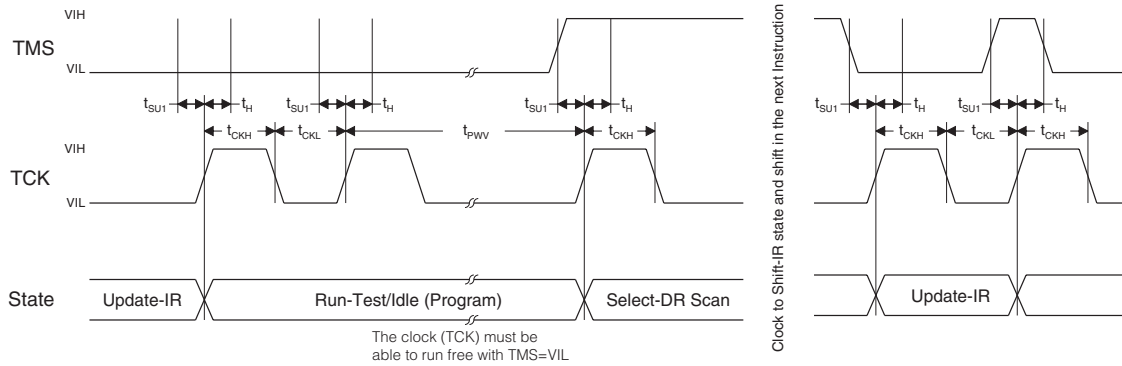 VIH
TMS
VIL
tSU1 tH tSU1 tH tSU1 tH tSU1 tH tSU1 tH
tCKH tCKL tPWV tCKH tCKH tCKL tCKH
VIH
TCK
VIL
State Update-IR Run-Test/Idle (Program) Select-DR Scan Update-IR
The clock (TCK) must be
able to run free with TMS=VIL
Clock to Shift-IR state and shift in the next Instruction